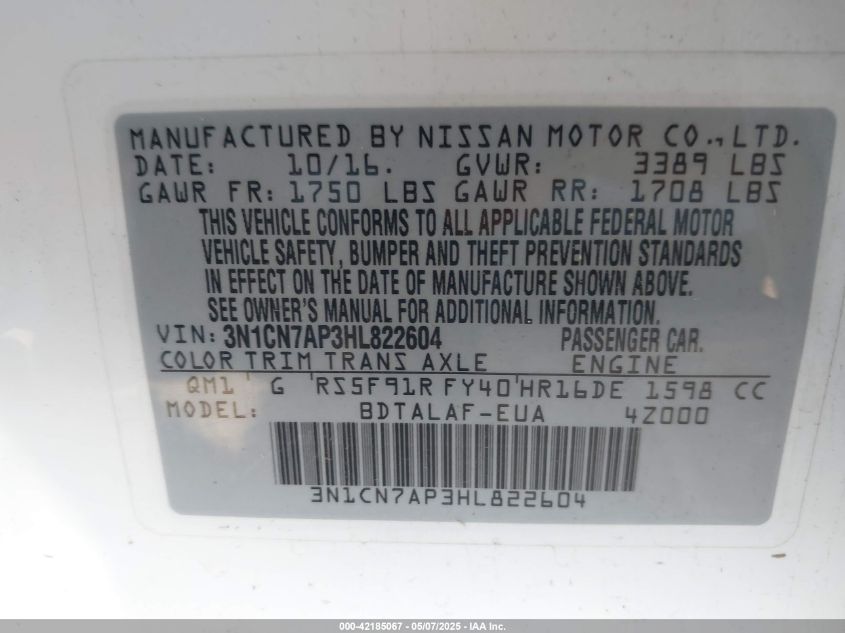 MANUFACTURED BY NISSAN MOTOR CO., LTD.
DATE: 10/16. GVWR: 3389 LBS
GAWR FR: 1750 LBS GAWR RR: 1708 LBS
THIS VEHICLE CONFORMS TO ALL APPLICABLE FEDERAL MOTOR
VEHICLE SAFETY, BUMPER AND THEFT PREVENTION STANDARDS
IN EFFECT ON THE DATE OF MANUFACTURE SHOWN ABOVE.
SEE OWNER'S MANUAL FOR ADDITIONAL INFORMATION.
VIN: 3N1CN7AP3HL822604 PASSENGER CAR.
COLOR TRIM TRANS AXLE ENGINE
QM1 ' G 'RS5F91R FY40'HR16DE 1598 CC
MODEL: BDTALAF-EUA 4Z000
3N1CN7AP3HL822604
000-42185067 - 05/07/2025 - IAA Inc.